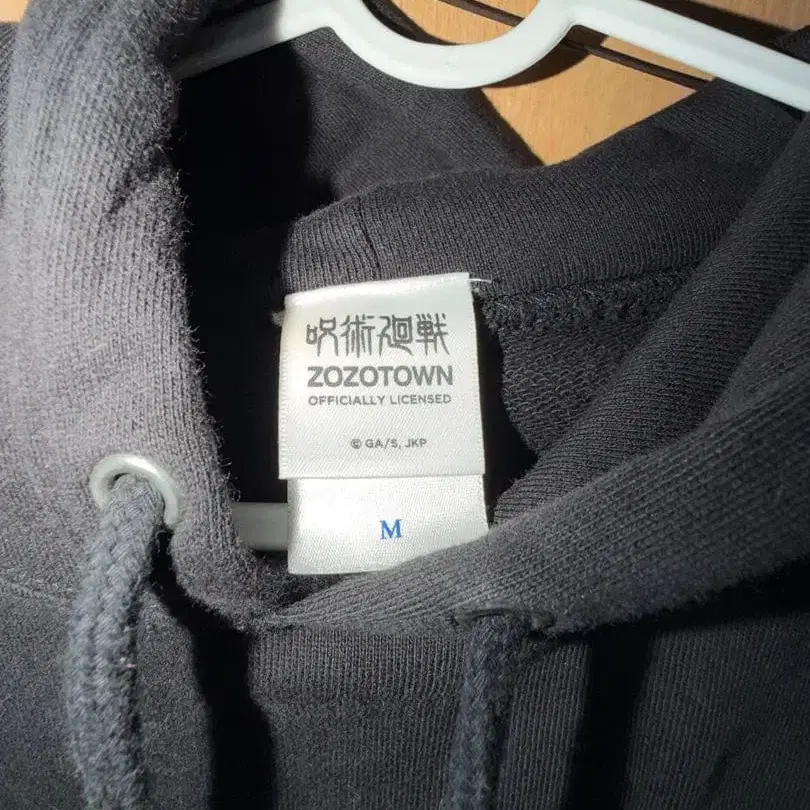 呪術廻戦
ZOZOTOWN
OFFICIALLY LICENSED
© GA/S, JKP
M